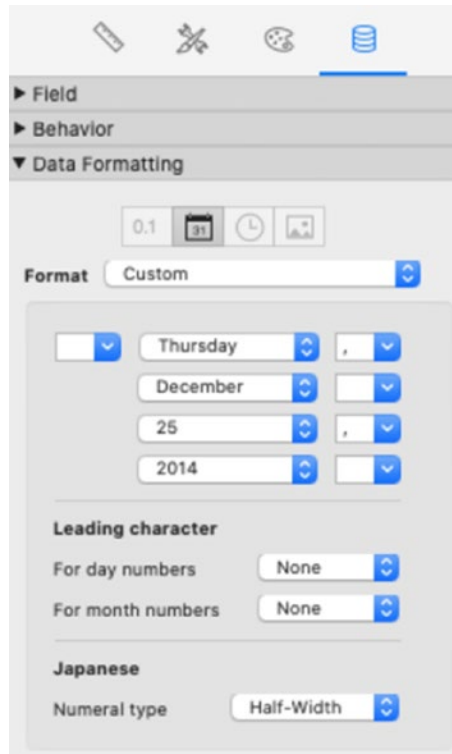 Field
Behavior
Data Formatting
0.1 31
Format Custom
Thursday ,
December
25 ,
2014
Leading character
For day numbers None
For month numbers None
Japanese
Numeral type Half-Width